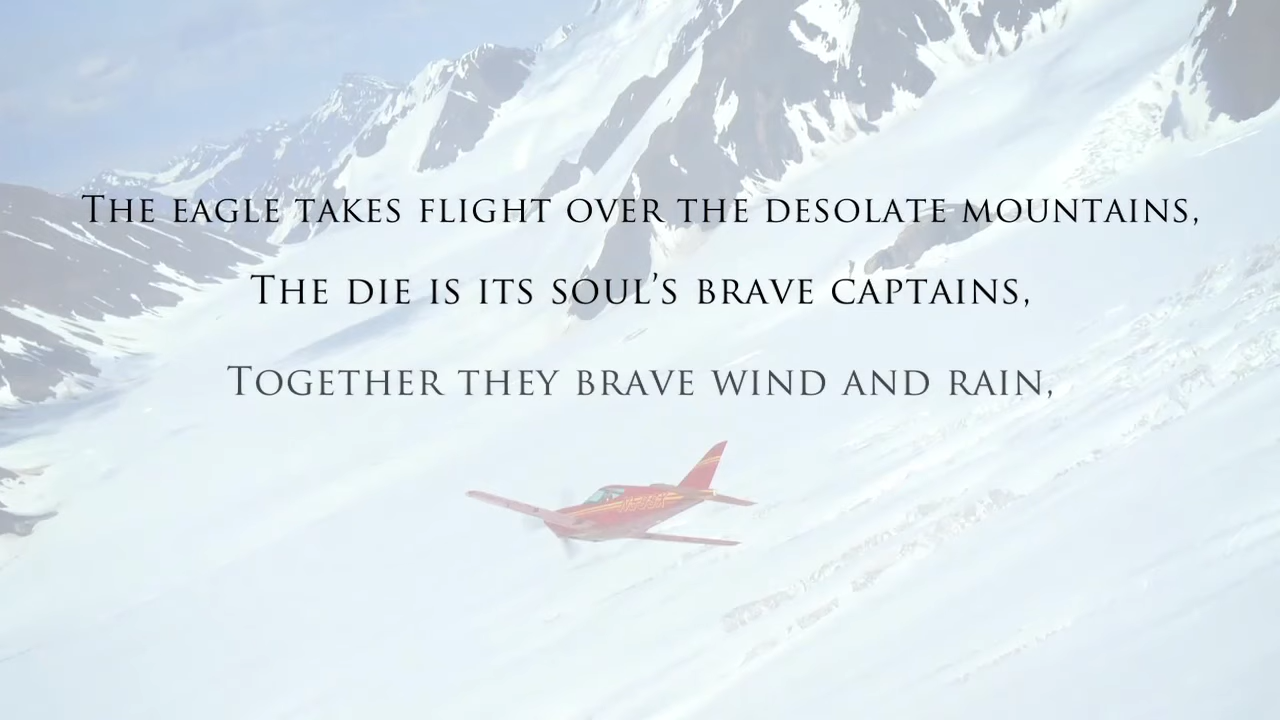 The eagle takes flight over the desolate mountains,
The die is its soul's brave captains,
Together they brave wind and rain,